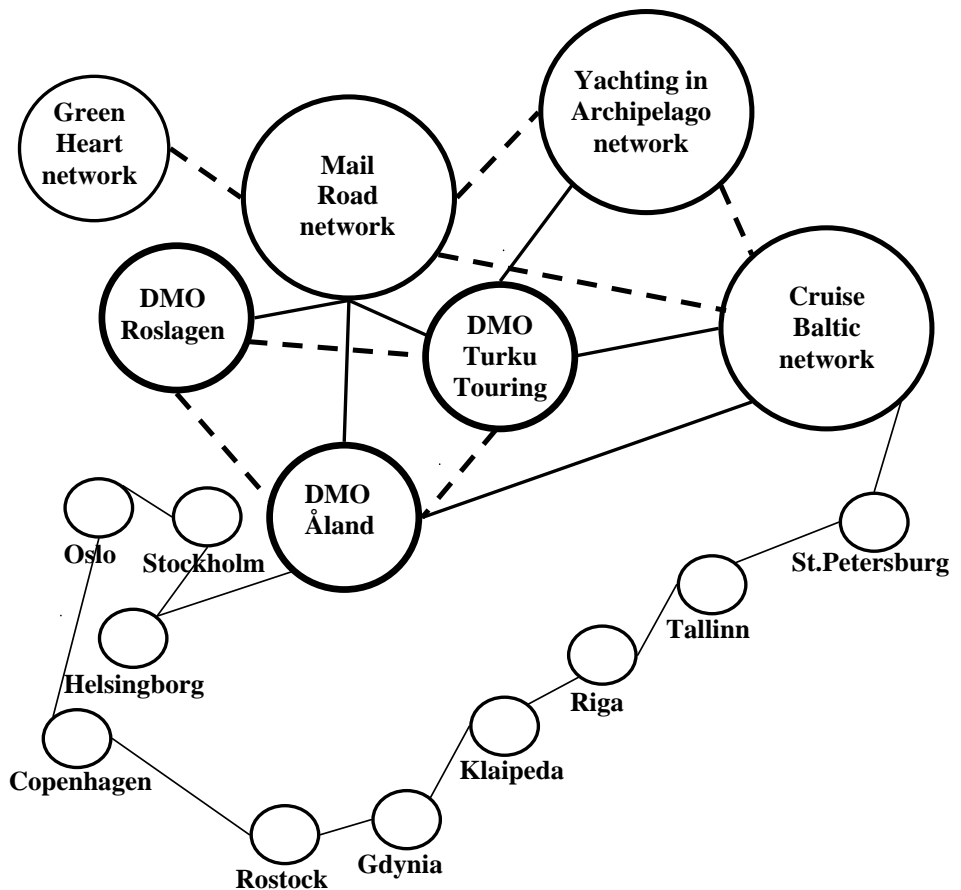 Green
Heart
network
Mail
Road
network
Yachting in
Archipelago
network
DMO
Roslagen
DMO
Turku
Touring
Cruise
Baltic
network
DMO
Åland
Oslo
Stockholm
Helsingborg
Copenhagen
Rostock
Gdynia
Klaipeda
Riga
Tallinn
St.Petersburg